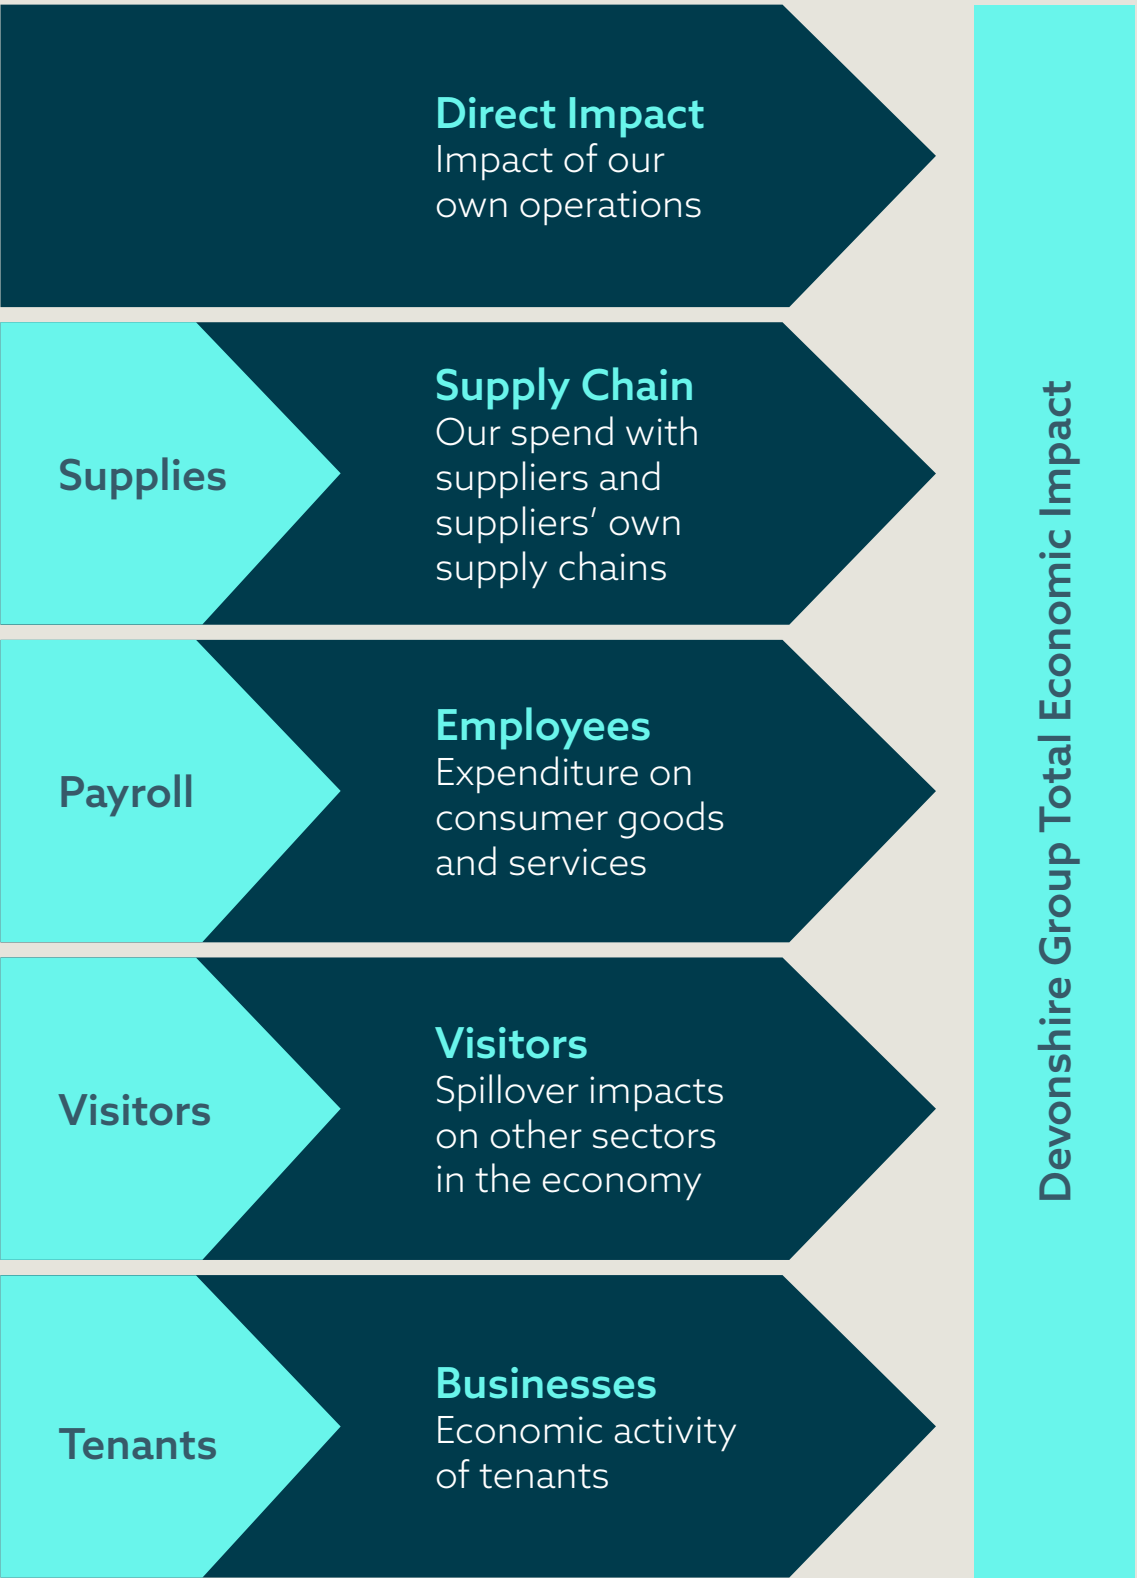 Direct Impact
Impact of our
own operations
Supplies
Supply Chain
Our spend with
suppliers and
suppliers’ own
supply chains
Payroll
Employees
Expenditure on
consumer goods
and services
Visitors
Visitors
Spillover impacts
on other sectors
in the economy
Tenants
Businesses
Economic activity
of tenants
Devonshire Group Total Economic Impact